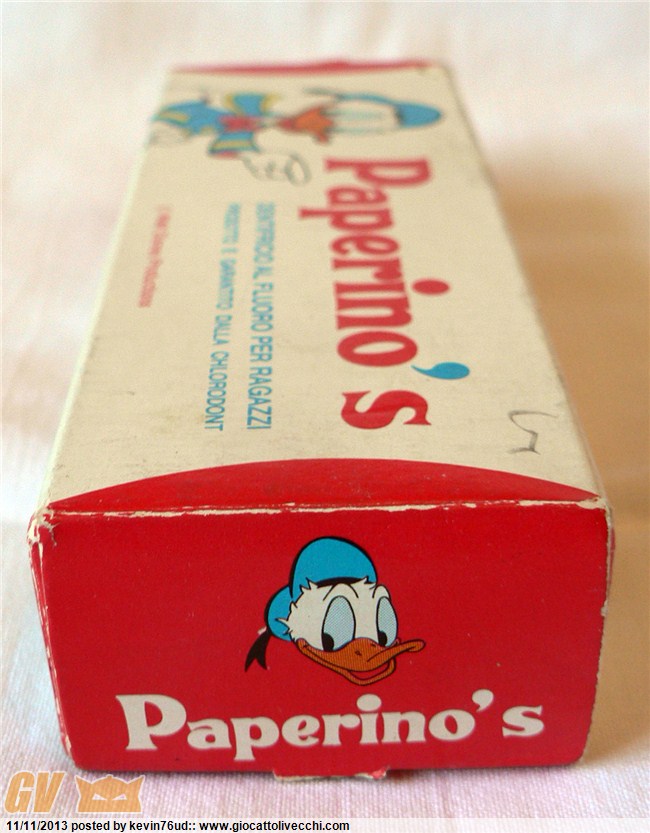 Paperino's
DENTIFRICIO AL FLUORO PER RAGAZZI
PRODOTTO E GARANTITO DALLA CHLORODONT
Paperino's
GV
11/11/2013 posted by kevin76ud:: www.giocattolivecchi.com